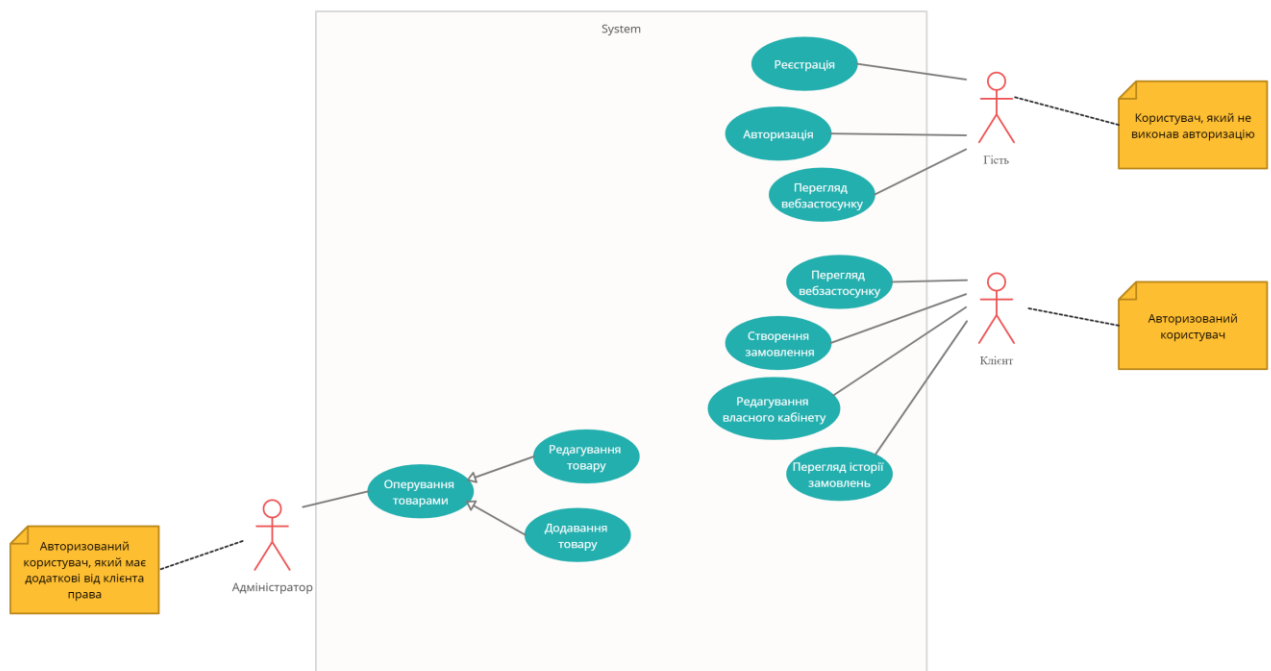 System
Реєстрація
Авторизація
Перегляд
вебзастосунку
Гість
Користувач, який не
виконав авторизацію
Перегляд
вебзастосунку
Створення
замовлення
Редагування
власного кабінету
Перегляд історії
замовлень
Клієнт
Авторизований
користувач
Редагування
товару
Оперування
товарами
Додавання
товару
Адміністратор
Авторизований
користувач, який має
додаткові від клієнта
права